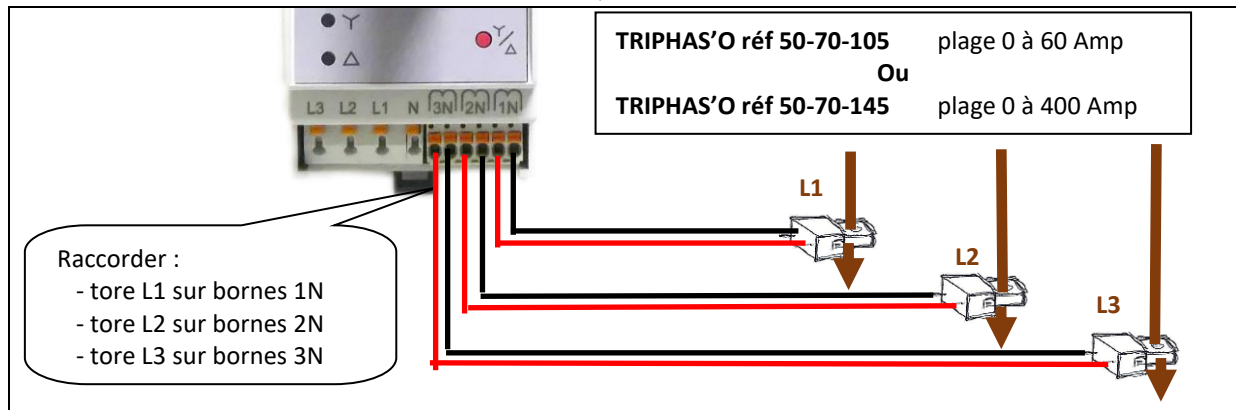 Y
Δ
Y/Δ
L3 L2 L1 N 3N 2N 1N
TRIPHAS'O réf 50-70-105 plage 0 à 60 Amp
Ou
TRIPHAS'O réf 50-70-145 plage 0 à 400 Amp
L1
L2
L3
Raccorder :
- tore L1 sur bornes 1N
- tore L2 sur bornes 2N
- tore L3 sur bornes 3N